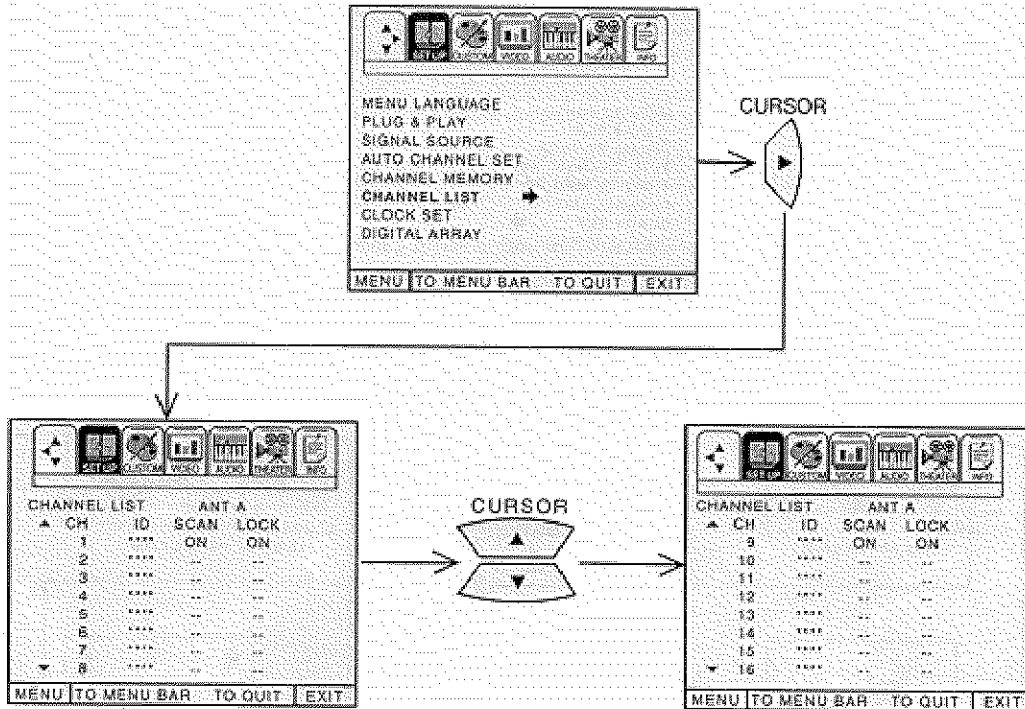 SET UP CUSTOM VIDEO AUDIO THEATER INFO
MENU LANGUAGE
PLUG & PLAY
SIGNAL SOURCE
AUTO CHANNEL SET
CHANNEL MEMORY
CHANNEL LIST
CLOCK SET
DIGITAL ARRAY
MENU TO MENU BAR TO QUIT EXIT
CURSOR
SET UP CUSTOM VIDEO AUDIO THEATER INFO
CHANNEL LIST ANT A
CH ID SCAN LOCK
1 **** ON ON
2 **** -- --
3 **** -- --
4 **** -- --
5 **** -- --
6 **** -- --
7 **** -- --
8 **** -- --
MENU TO MENU BAR TO QUIT EXIT
CURSOR
SET UP CUSTOM VIDEO AUDIO THEATER INFO
CHANNEL LIST ANT A
CH ID SCAN LOCK
9 **** ON ON
10 **** -- --
11 **** -- --
12 **** -- --
13 **** -- --
14 **** -- --
15 **** -- --
16 **** -- --
MENU TO MENU BAR TO QUIT EXIT